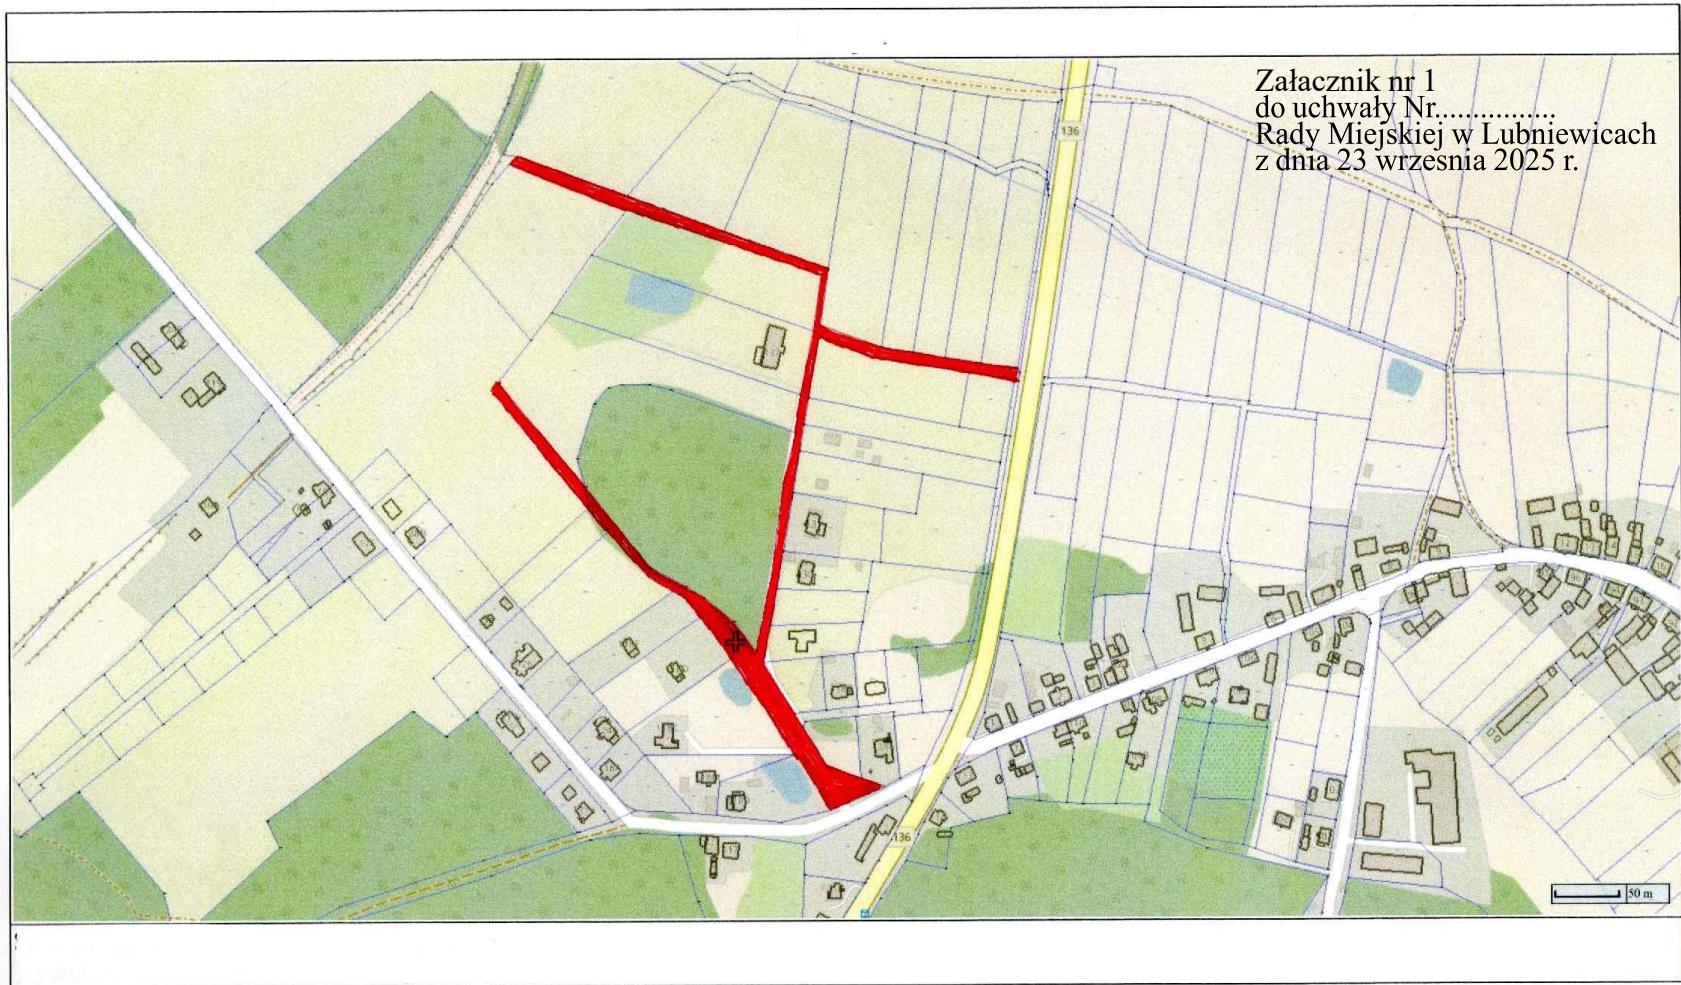 Załacznik nr 1
do uchwały Nr................
Rady Miejskiej w Lubniewicach
z dnia 23 wrzesnia 2025 r.
136
136
50 m